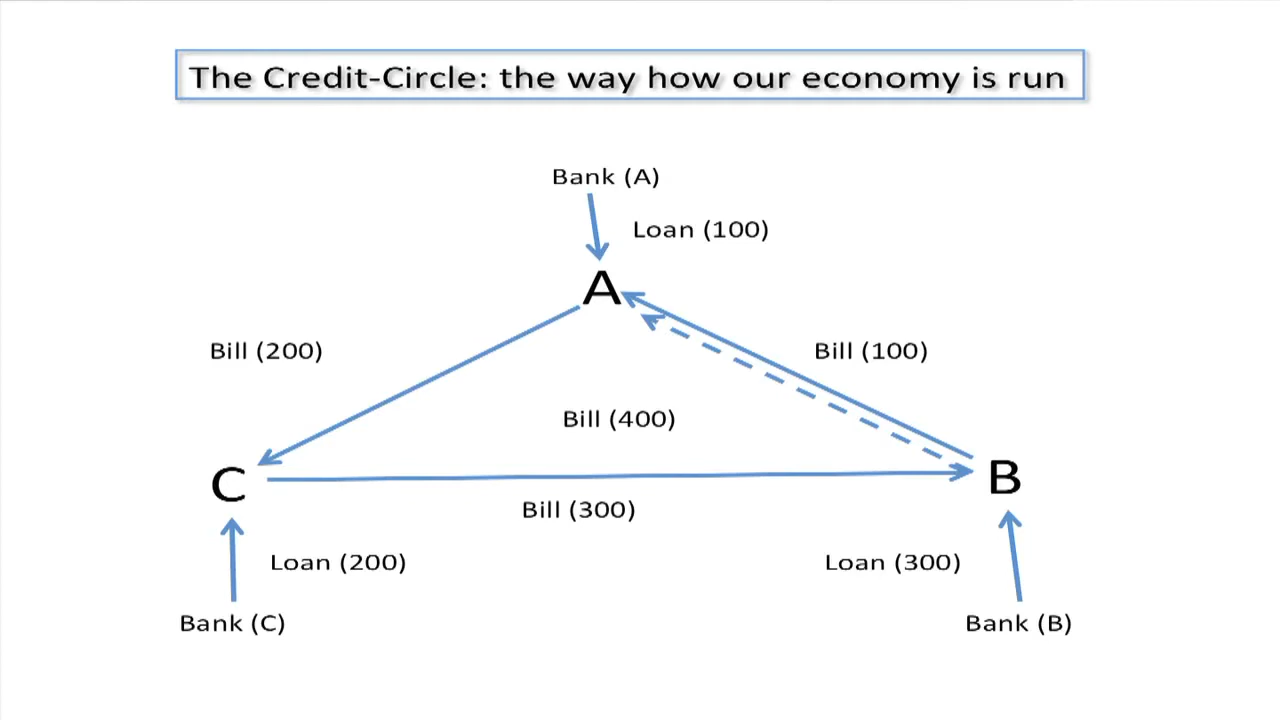 The Credit-Circle: the way how our economy is run
Bank (A)
Loan (100)
A
Bill (200)
Bill (100)
Bill (400)
C
B
Bill (300)
Loan (200)
Loan (300)
Bank (C)
Bank (B)